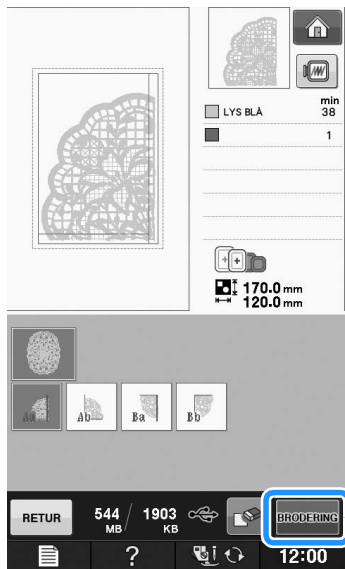 min
LYS BLÅ 38
1
170.0 mm
120.0 mm
Aa Ab Ba Bb
RETUR 544 MB / 1903 KB BRODERING
? 12:00